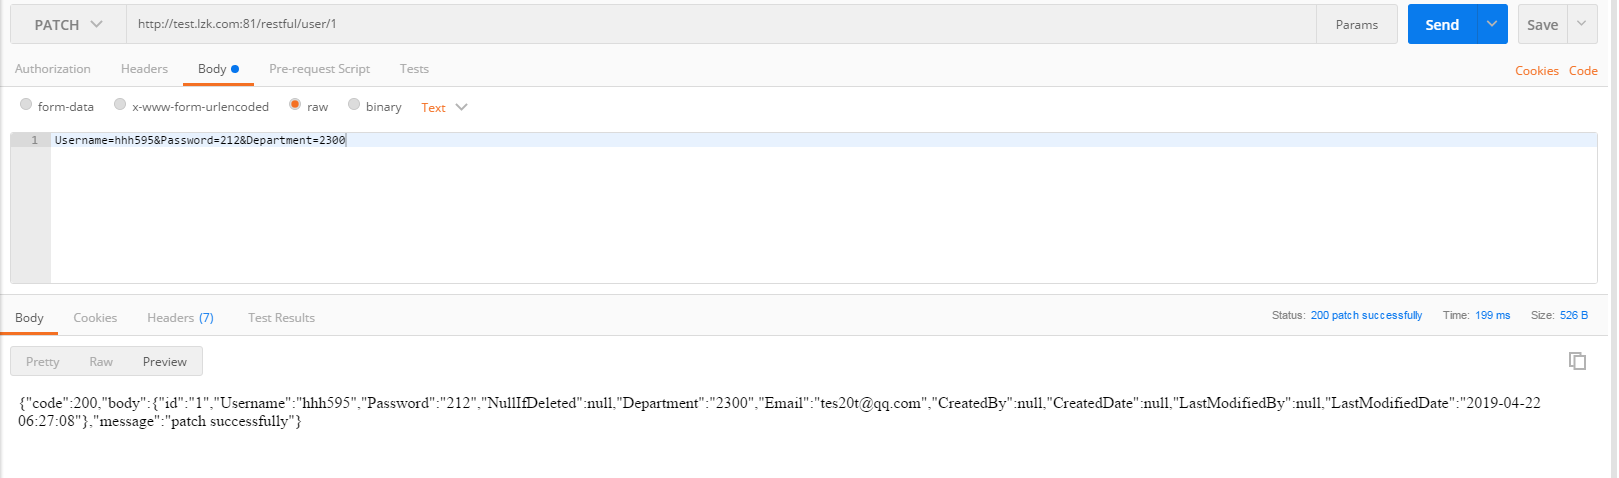 PATCH http://test.lzk.com:81/restful/user/1 Params Send Save
Authorization Headers Body Pre-request Script Tests Cookies Code
form-data x-www-form-urlencoded raw binary Text
1 Username=hhh595&Password=212&Department=2300
Body Cookies Headers (7) Test Results Status: 200 patch successfully Time: 199 ms Size: 526 B
Pretty Raw Preview
{"code":200,"body":{"id":"1","Username":"hhh595","Password":"212","NullIfDeleted":null,"Department":"2300","Email":"tes20t@qq.com","CreatedBy":null,"CreatedDate":null,"LastModifiedBy":null,"LastModifiedDate":"2019-04-22
06:27:08"},"message":"patch successfully"}